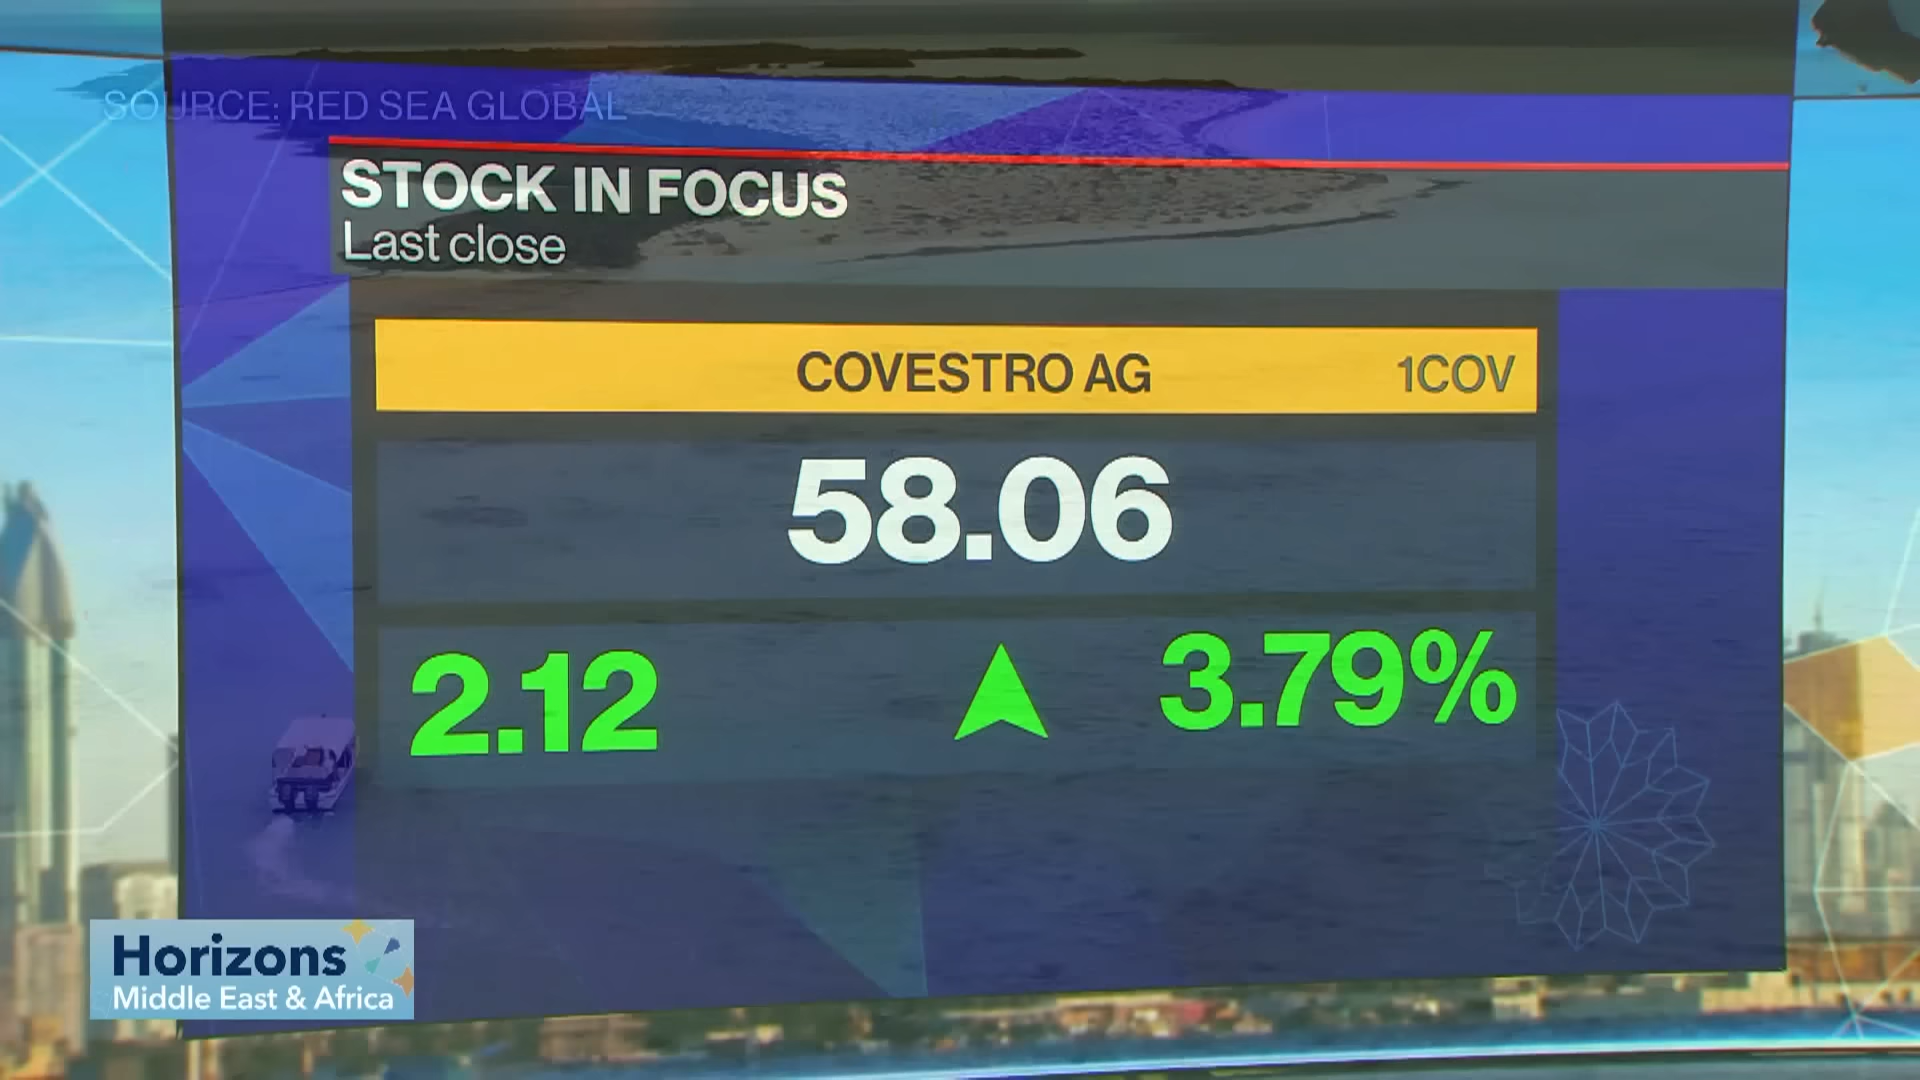 SOURCE: RED SEA GLOBAL
STOCK IN FOCUS
Last close
COVESTRO AG 1COV
58.06
2.12 3.79%
Horizons
Middle East & Africa